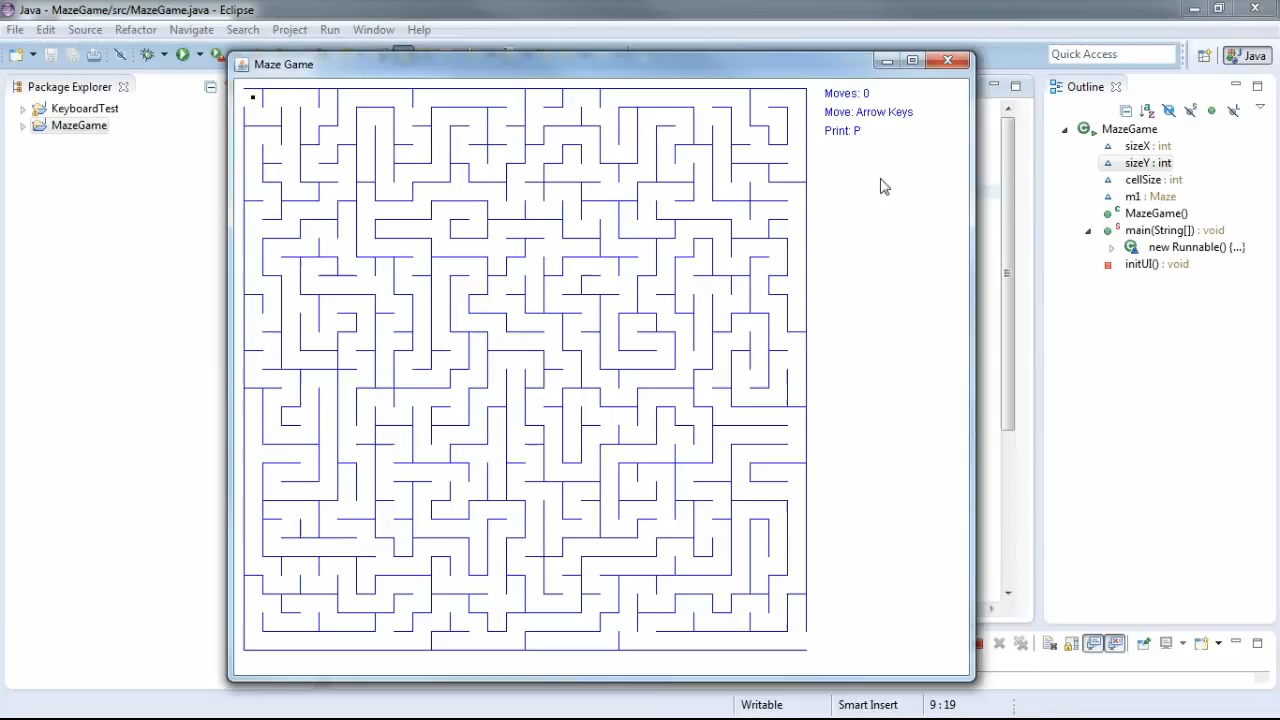 Java - MazeGame/src/MazeGame.java - Eclipse
File Edit Source Refactor Navigate Search Project Run Window Help
Quick Access
Java
Package Explorer
KeyboardTest
MazeGame
Maze Game
Moves: 0
Move: Arrow Keys
Print: P
Outline
MazeGame
sizeX : int
sizeY : int
cellSize : int
m1 : Maze
MazeGame()
main(String[]) : void
new Runnable() {...}
initUI() : void
Writable
Smart Insert
9 : 19